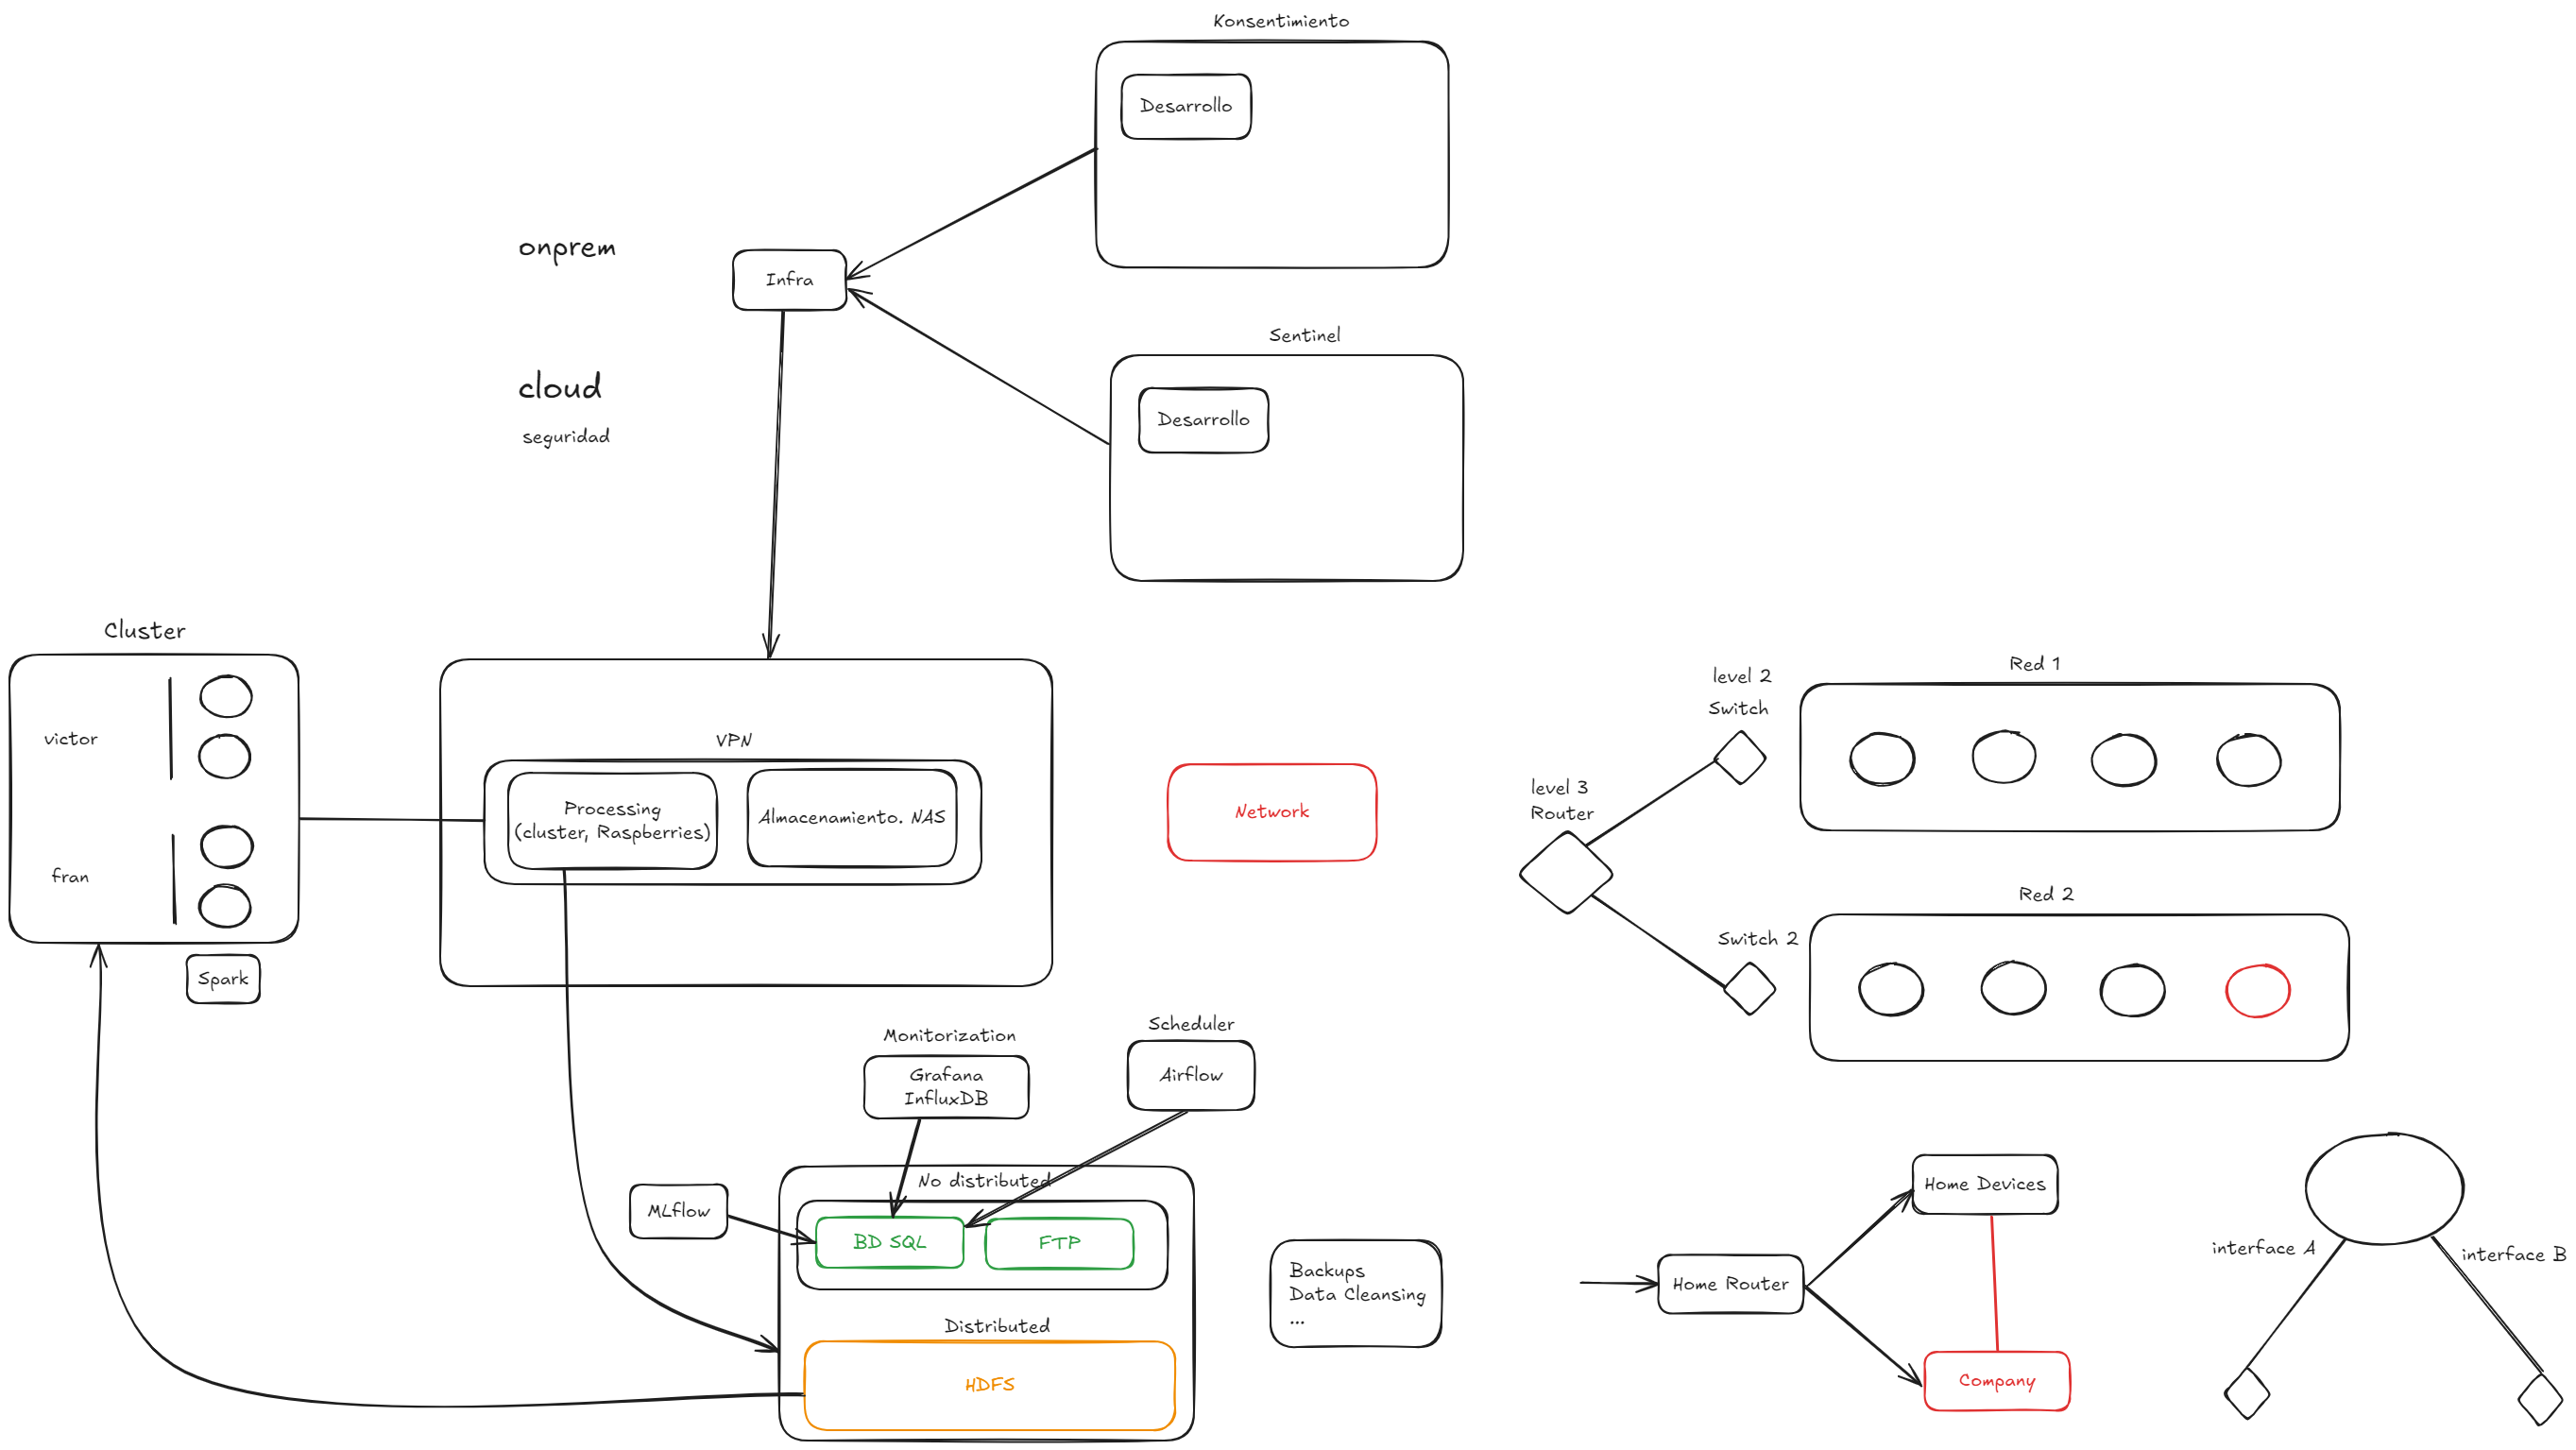 Konsentimiento
Desarrollo
onprem
Infra
Sentinel
cloud
Desarrollo
seguridad
Cluster
victor
fran
Spark
VPN
Processing
(cluster, Raspberries)
Almacenamiento. NAS
Network
level 2
Switch
level 3
Router
Red 1
Switch 2
Red 2
Monitorization
Grafana
InfluxDB
Scheduler
Airflow
MLflow
No distributed
BD SQL
FTP
Distributed
HDFS
Backups
Data Cleansing
...
Home Router
Home Devices
Company
interface A
interface B